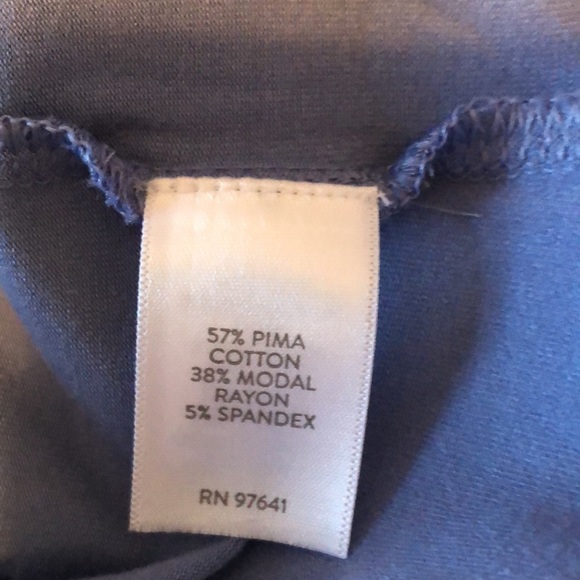 57% PIMA
COTTON
38% MODAL
RAYON
5% SPANDEX
RN 97641